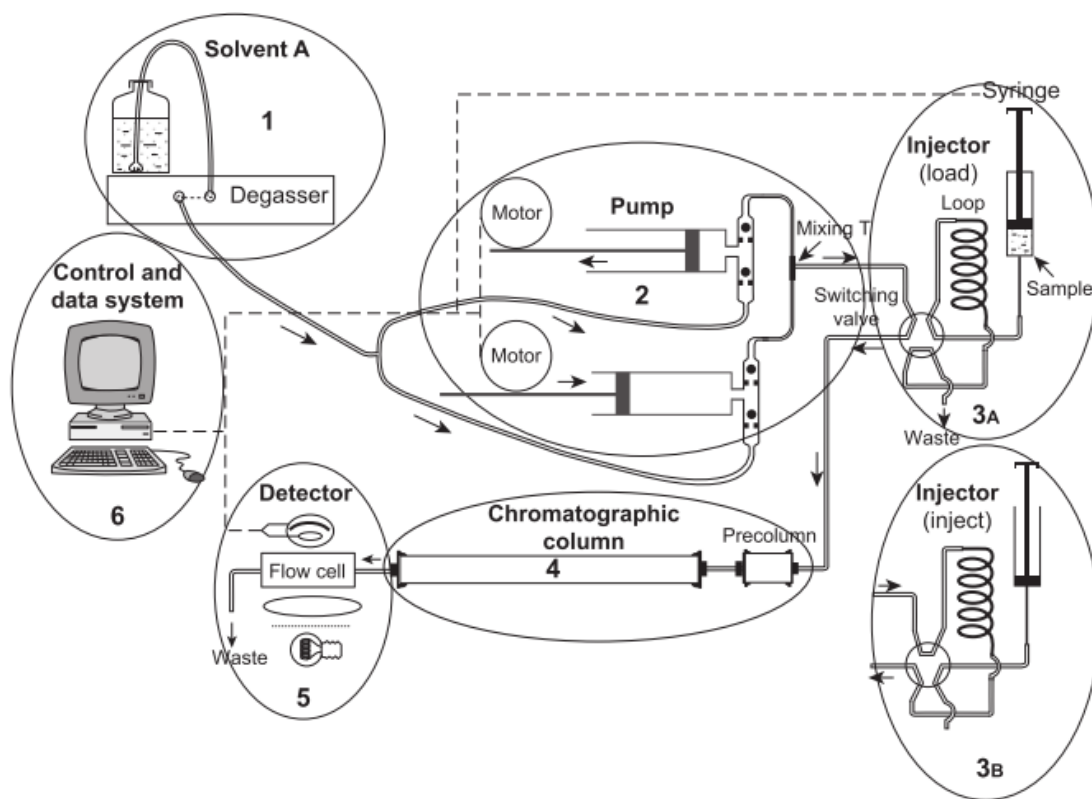 Solvent A
1
Degasser
Control and
data system
6
Motor
Pump
2
Motor
Mixing T
Syringe
Injector
(load)
Loop
Sample
Switching
valve
3A
Waste
Detector
Flow cell
Waste
5
Chromatographic
column
4
Precolumn
Injector
(inject)
3B